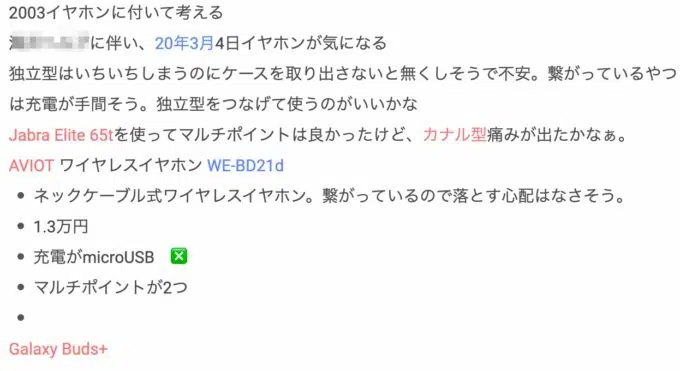 2003イヤホンに付いて考える
に伴い、20年3月4日イヤホンが気になる
独立型はいちいちしまうのにケースを取り出さないと無くしそうで不安。繋がっているやつ
は充電が手間そう。独立型をつなげて使うのがいいかな
Jabra Elite 65tを使ってマルチポイントは良かったけど、カナル型痛みが出たかなぁ。
AVIOT ワイヤレスイヤホン WE-BD21d
• ネックケーブル式ワイヤレスイヤホン。繋がっているので落とす心配はなさそう。
• 1.3万円
• 充電がmicroUSB ❎
• マルチポイントが2つ
•
Galaxy Buds+